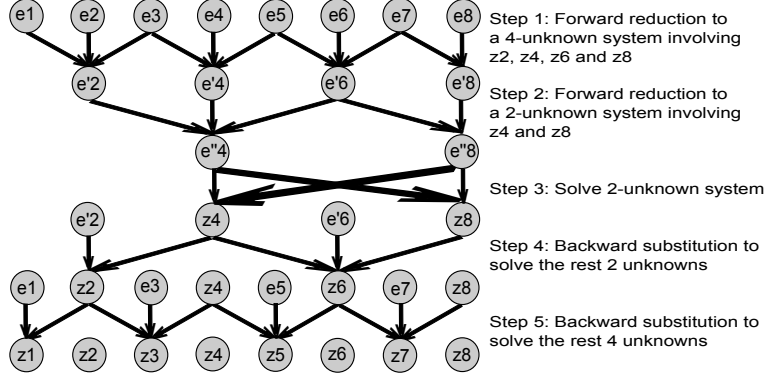 e1 e2 e3 e4 e5 e6 e7 e8
Step 1: Forward reduction to
a 4-unknown system involving
z2, z4, z6 and z8
e'2 e'4 e'6 e'8
Step 2: Forward reduction to
a 2-unknown system involving
z4 and z8
e"4 e"8
Step 3: Solve 2-unknown system
e'2 z4 e'6 z8
Step 4: Backward substitution to
solve the rest 2 unknowns
e1 z2 e3 z4 e5 z6 e7 z8
Step 5: Backward substitution to
solve the rest 4 unknowns
z1 z2 z3 z4 z5 z6 z7 z8